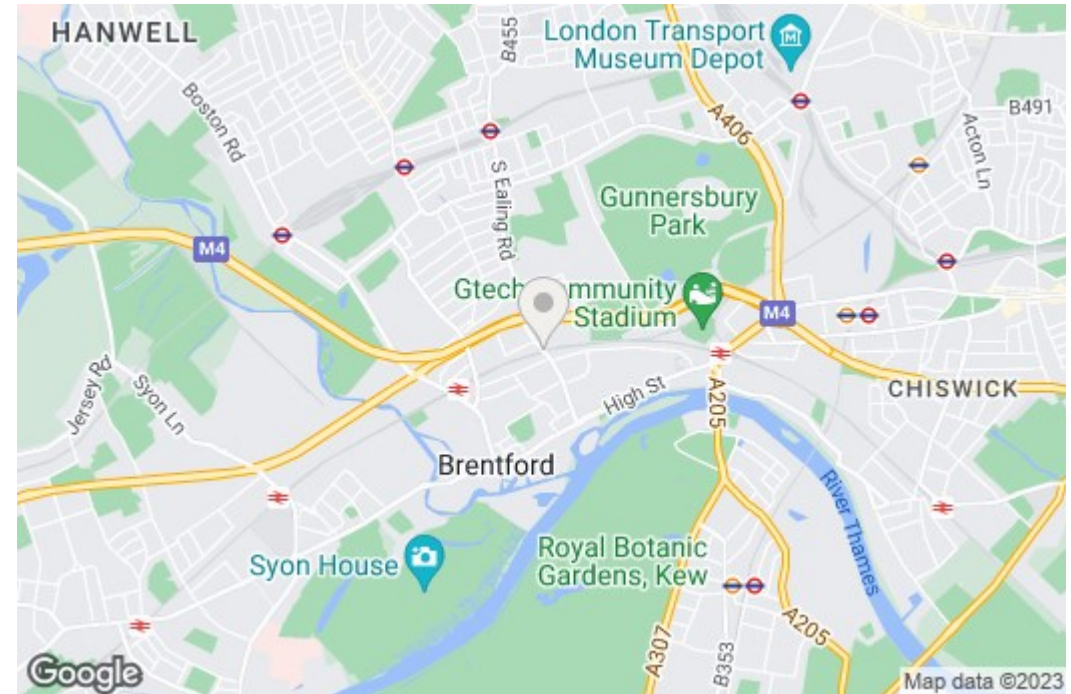 HANWELL
London Transport
Museum Depot
B455
B491
A406
Boston Rd
Acton Ln
S Ealing Rd
Gunnersbury
Park
M4
Gtech Community
Stadium
M4
Jersey Rd
Syon Ln
High St
A205
CHISWICK
Brentford
River Thames
Syon House
Royal Botanic
Gardens, Kew
A307
B353
A205
Google
Map data ©2023